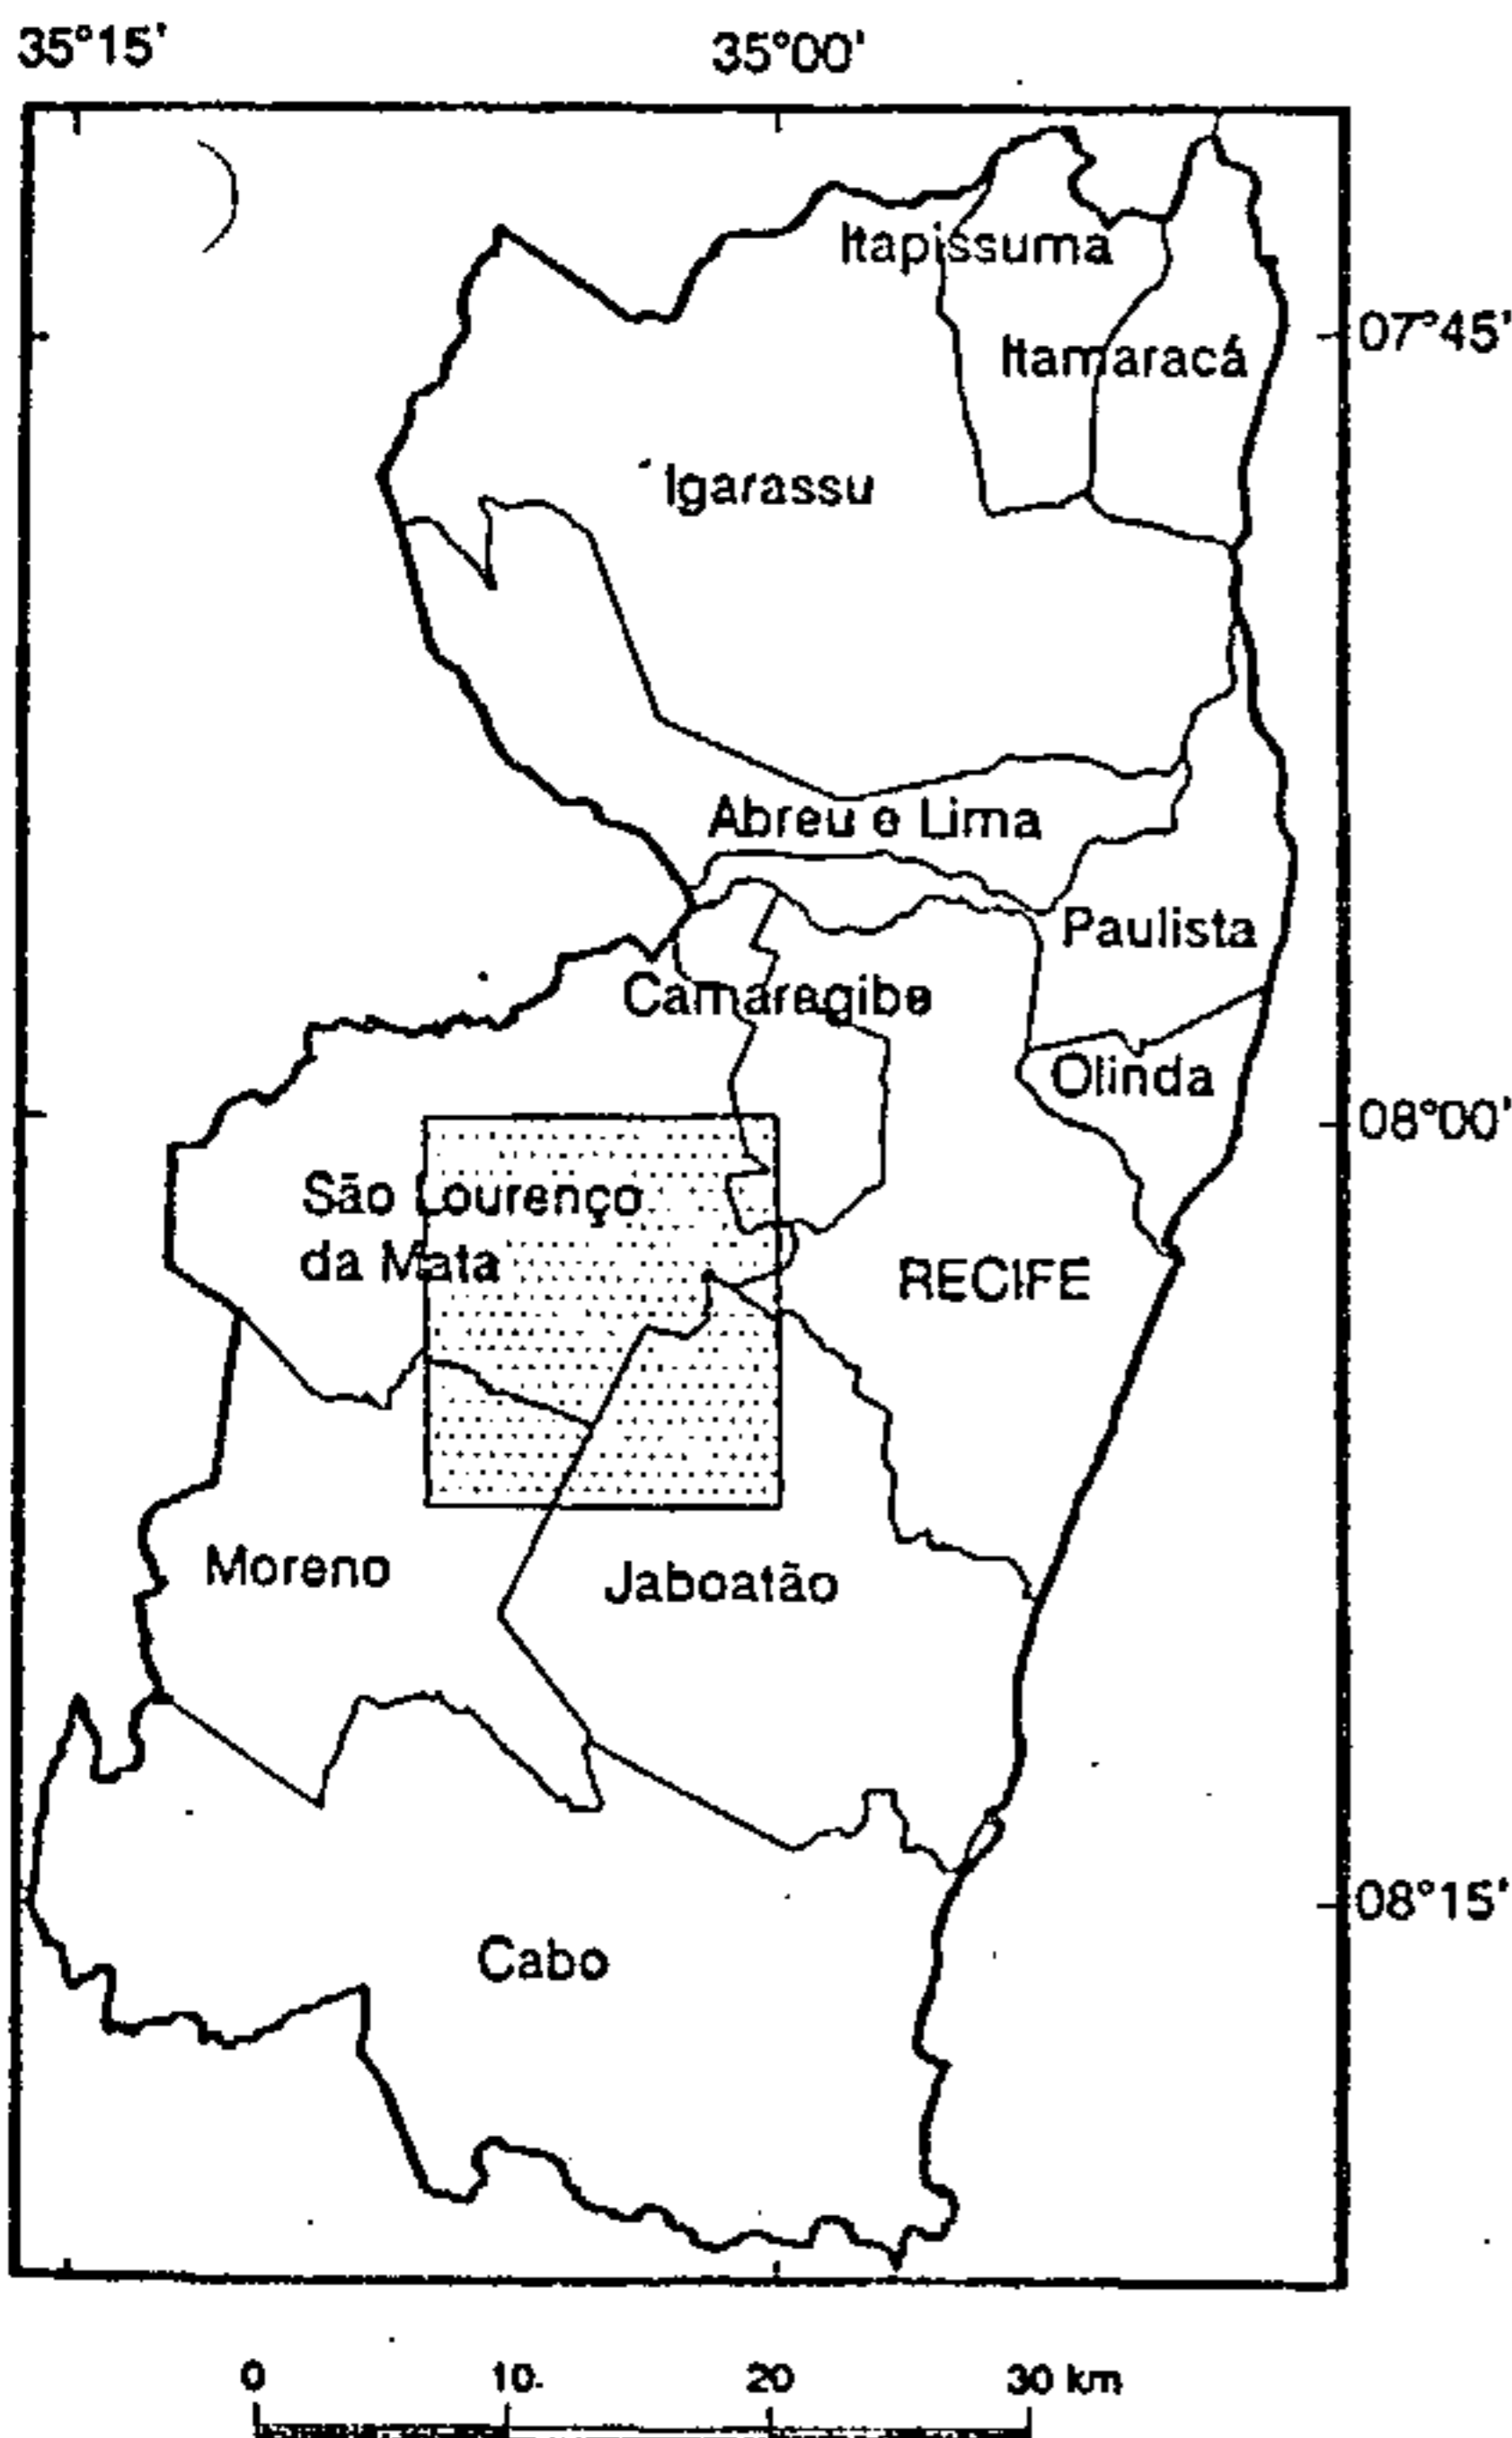 35°15'
35°00'
Itapissuma
07°45'
Itamaracá
Igarassu
Abreu e Lima
Paulista
Camaragibe
Olinda
08°00'
São Lourenço
da Mata
RECIFE
Moreno
Jaboatão
08°15'
Cabo
0 10 20 30 km